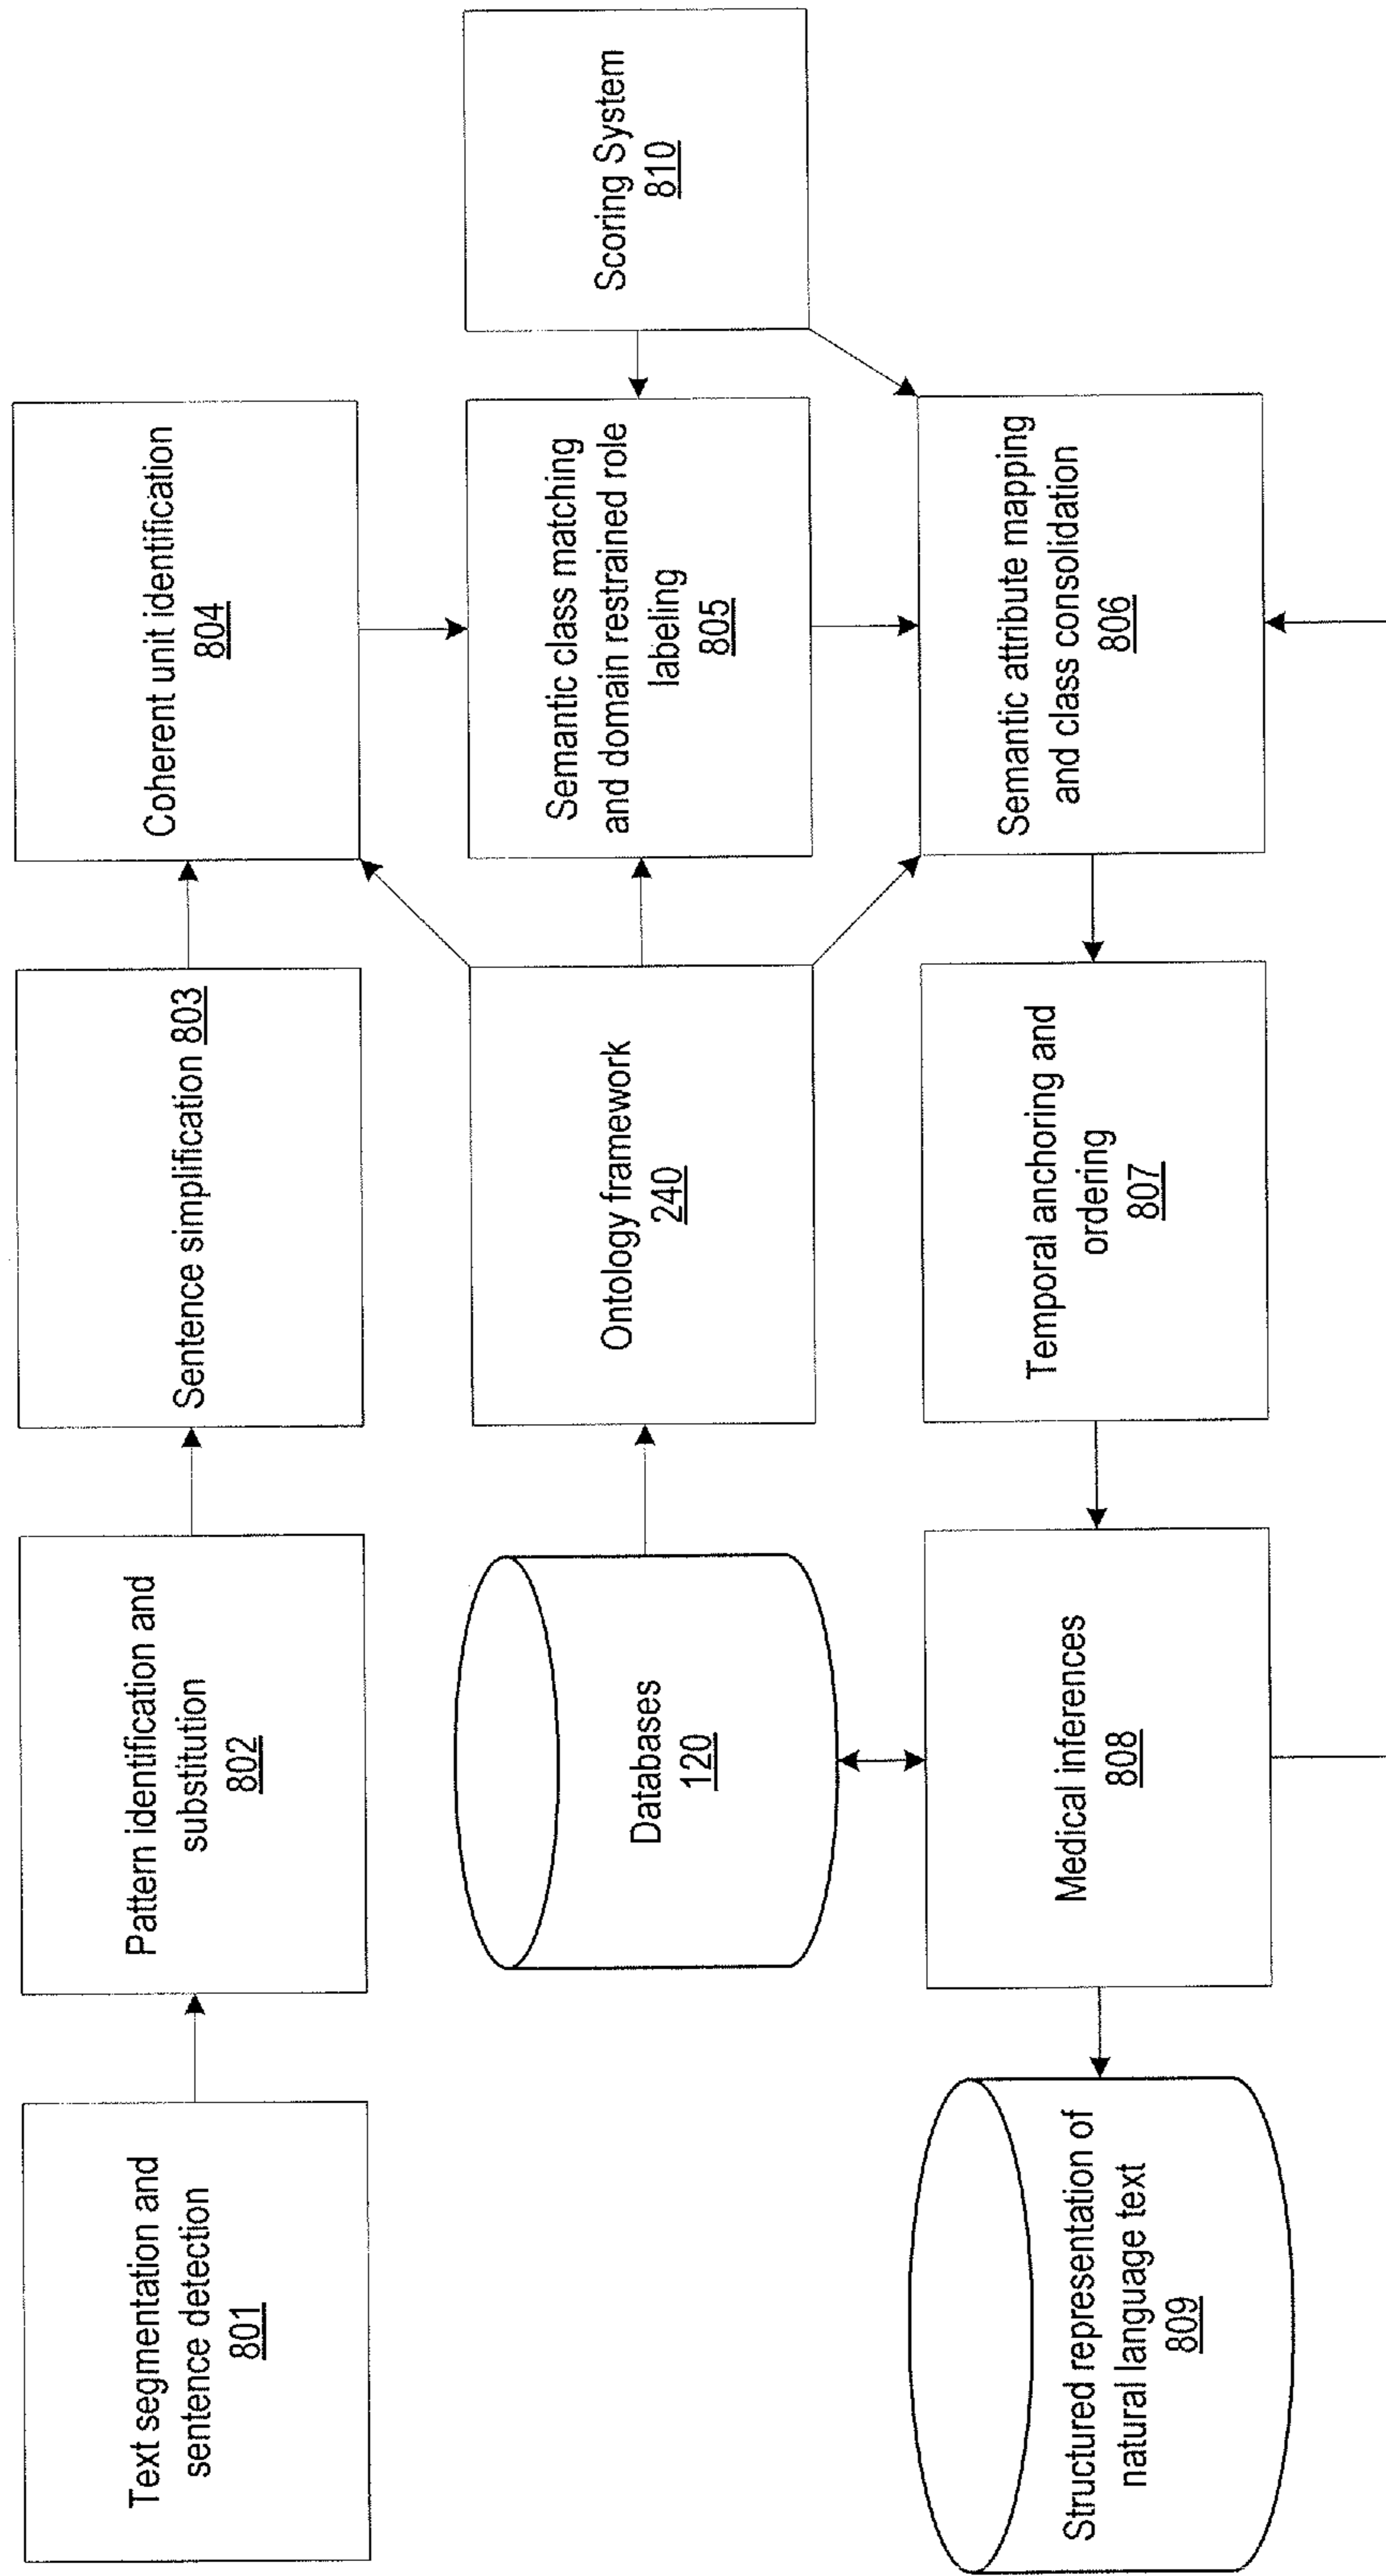 Text segmentation and
sentence detection
801
Pattern identification and
substitution
802
Sentence simplification 803
Coherent unit identification
804
Databases
120
Ontology framework
240
Semantic class matching
and domain restrained role
labeling
805
Scoring System
810
Structured representation of
natural language text
809
Medical inferences
808
Temporal anchoring and
ordering
807
Semantic attribute mapping
and class consolidation
806